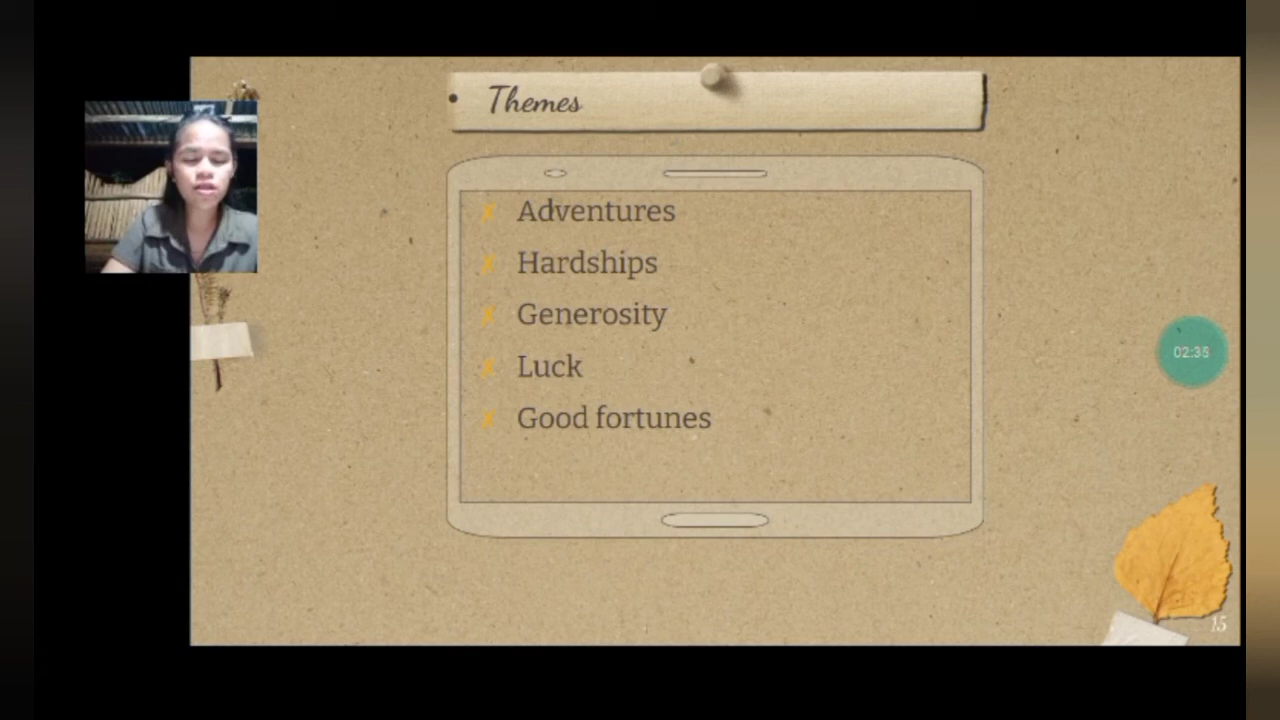 Themes
Adventures
Hardships
Generosity
Luck
Good fortunes
02:35
15